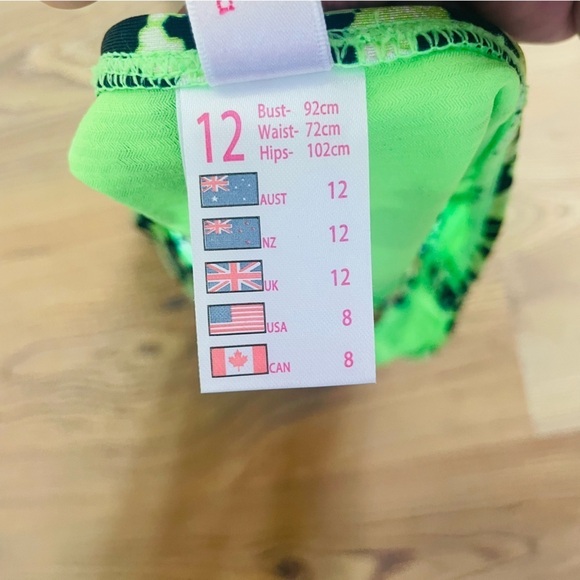 12
Bust- 92cm
Waist- 72cm
Hips- 102cm
AUST 12
NZ 12
UK 12
USA 8
CAN 8